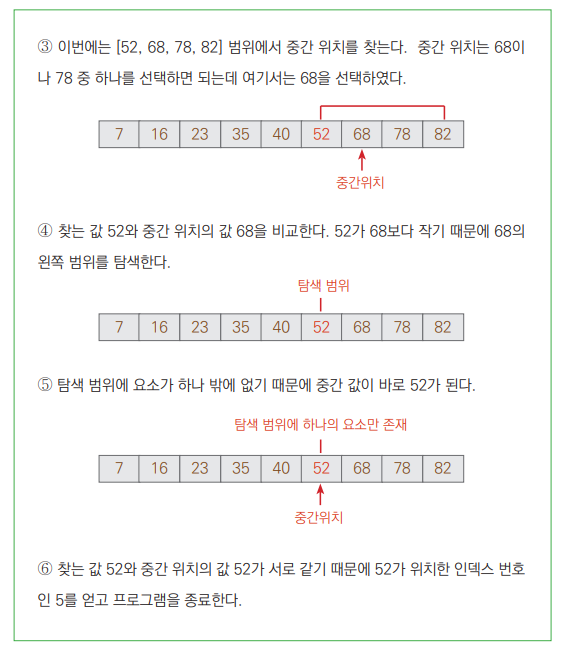 ③ 이번에는 [52, 68, 78, 82] 범위에서 중간 위치를 찾는다. 중간 위치는 68이
나 78 중 하나를 선택하면 되는데 여기서는 68을 선택하였다.
7 16 23 35 40 52 68 78 82
중간위치
④ 찾는 값 52와 중간 위치의 값 68을 비교한다. 52가 68보다 작기 때문에 68의
왼쪽 범위를 탐색한다.
탐색 범위
7 16 23 35 40 52 68 78 82
⑤ 탐색 범위에 요소가 하나 밖에 없기 때문에 중간 값이 바로 52가 된다.
탐색 범위에 하나의 요소만 존재
7 16 23 35 40 52 68 78 82
중간위치
⑥ 찾는 값 52와 중간 위치의 값 52가 서로 같기 때문에 52가 위치한 인덱스 번호
인 5를 얻고 프로그램을 종료한다.